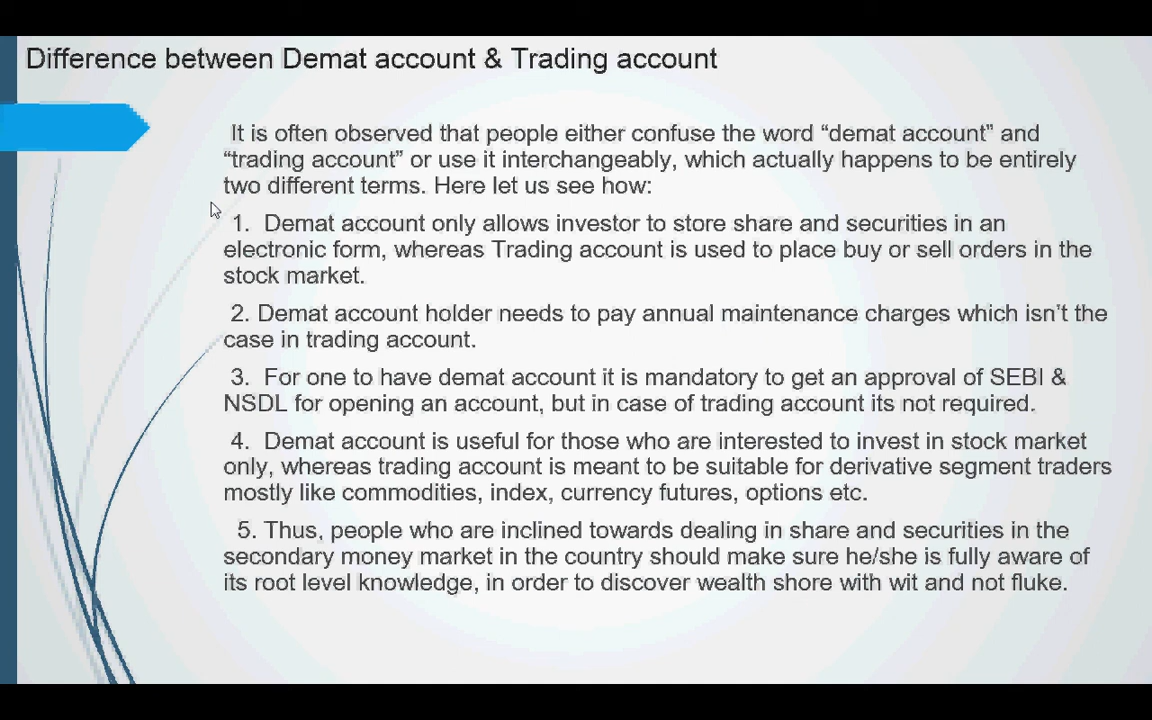 Difference between Demat account & Trading account
It is often observed that people either confuse the word “demat account” and
“trading account” or use it interchangeably, which actually happens to be entirely
two different terms. Here let us see how:
1. Demat account only allows investor to store share and securities in an
electronic form, whereas Trading account is used to place buy or sell orders in the
stock market.
2. Demat account holder needs to pay annual maintenance charges which isn’t the
case in trading account.
3. For one to have demat account it is mandatory to get an approval of SEBI &
NSDL for opening an account, but in case of trading account its not required.
4. Demat account is useful for those who are interested to invest in stock market
only, whereas trading account is meant to be suitable for derivative segment traders
mostly like commodities, index, currency futures, options etc.
5. Thus, people who are inclined towards dealing in share and securities in the
secondary money market in the country should make sure he/she is fully aware of
its root level knowledge, in order to discover wealth shore with wit and not fluke.